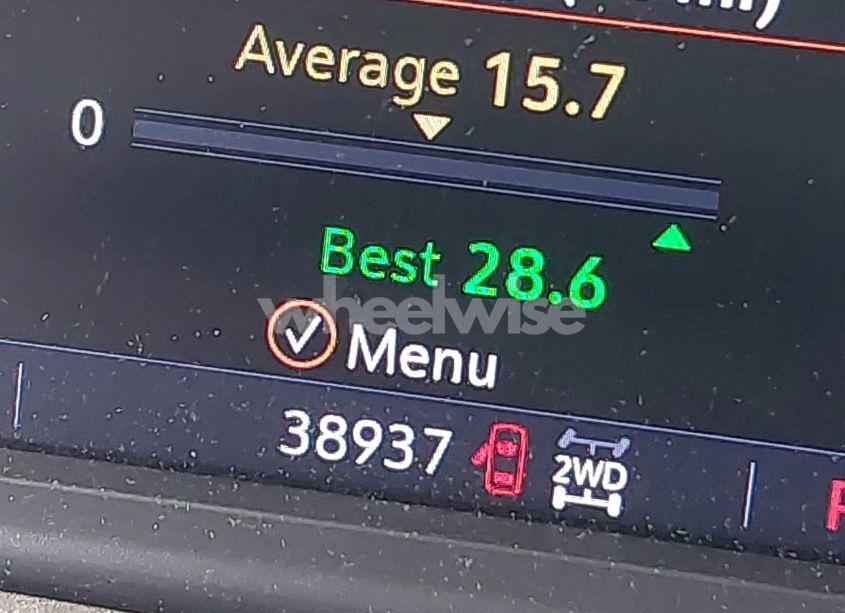 Average 15.7
0
Best 28.6
wheelwise
Menu
38937 2WD